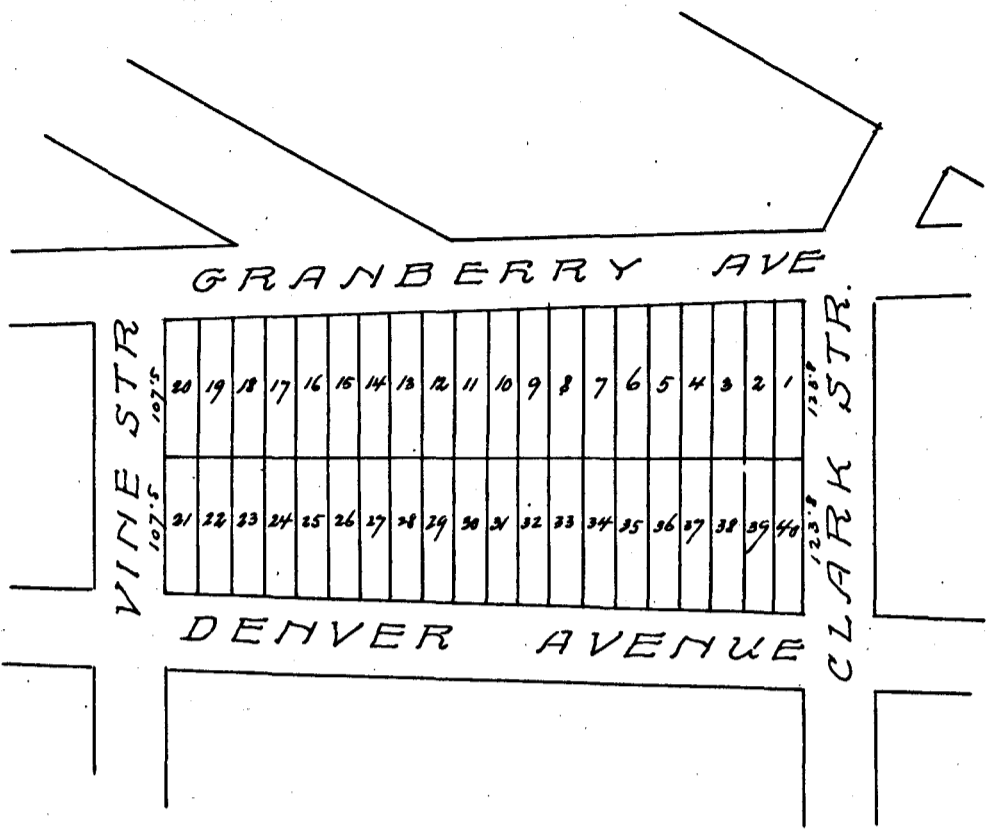 GRANBERRY AVE
VINE STR
CLARK STR.
107.5
20 19 18 17 16 15 14 13 12 11 10 9 8 7 6 5 4 3 2 1
107.5
21 22 23 24 25 26 27 28 29 30 31 32 33 34 35 36 37 38 39 40
123.8
DENVER AVENUE